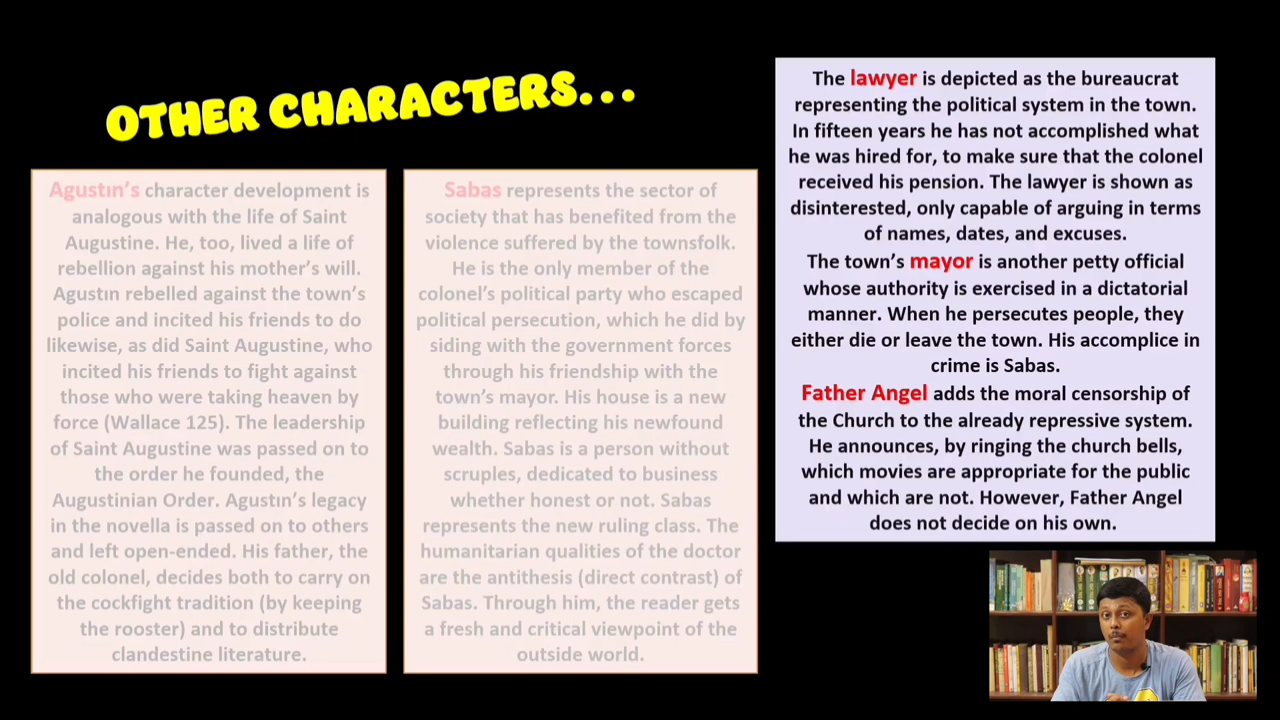 OTHER CHARACTERS...
Agustın's character development is
analogous with the life of Saint
Augustine. He, too, lived a life of
rebellion against his mother's will.
Agustın rebelled against the town's
police and incited his friends to do
likewise, as did Saint Augustine, who
incited his friends to fight against
those who were taking heaven by
force (Wallace 125). The leadership
of Saint Augustine was passed on to
the order he founded, the
Augustinian Order. Agustın's legacy
in the novella is passed on to others
and left open-ended. His father, the
old colonel, decides both to carry on
the cockfight tradition (by keeping
the rooster) and to distribute
clandestine literature.
Sabas represents the sector of
society that has benefited from the
violence suffered by the townsfolk.
He is the only member of the
colonel's political party who escaped
political persecution, which he did by
siding with the government forces
through his friendship with the
town's mayor. His house is a new
building reflecting his newfound
wealth. Sabas is a person without
scruples, dedicated to business
whether honest or not. Sabas
represents the new ruling class. The
humanitarian qualities of the doctor
are the antithesis (direct contrast) of
Sabas. Through him, the reader gets
a fresh and critical viewpoint of the
outside world.
The lawyer is depicted as the bureaucrat
representing the political system in the town.
In fifteen years he has not accomplished what
he was hired for, to make sure that the colonel
received his pension. The lawyer is shown as
disinterested, only capable of arguing in terms
of names, dates, and excuses.
The town's mayor is another petty official
whose authority is exercised in a dictatorial
manner. When he persecutes people, they
either die or leave the town. His accomplice in
crime is Sabas.
Father Angel adds the moral censorship of
the Church to the already repressive system.
He announces, by ringing the church bells,
which movies are appropriate for the public
and which are not. However, Father Angel
does not decide on his own.